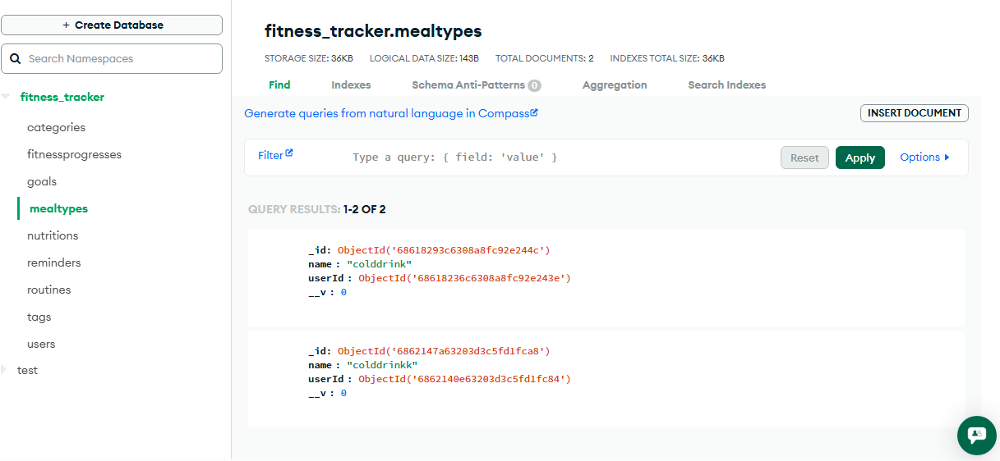 + Create Database
Search Namespaces
fitness_tracker
categories
fitnessprogresses
goals
mealtypes
nutritions
reminders
routines
tags
users
test
fitness_tracker.mealtypes
STORAGE SIZE: 36KB LOGICAL DATA SIZE: 143B TOTAL DOCUMENTS: 2 INDEXES TOTAL SIZE: 36KB
Find Indexes Schema Anti-Patterns 0 Aggregation Search Indexes
Generate queries from natural language in Compass
INSERT DOCUMENT
Filter Type a query: { field: 'value' } Reset Apply Options
QUERY RESULTS: 1-2 OF 2
_id: ObjectId('68618293c6308a8fc92e244c')
name : "colddrink"
userId : ObjectId('68618236c6308a8fc92e243e')
__v : 0
_id: ObjectId('6862147a63203d3c5fd1fca8')
name : "colddrinkk"
userId : ObjectId('6862140e63203d3c5fd1fc84')
__v : 0